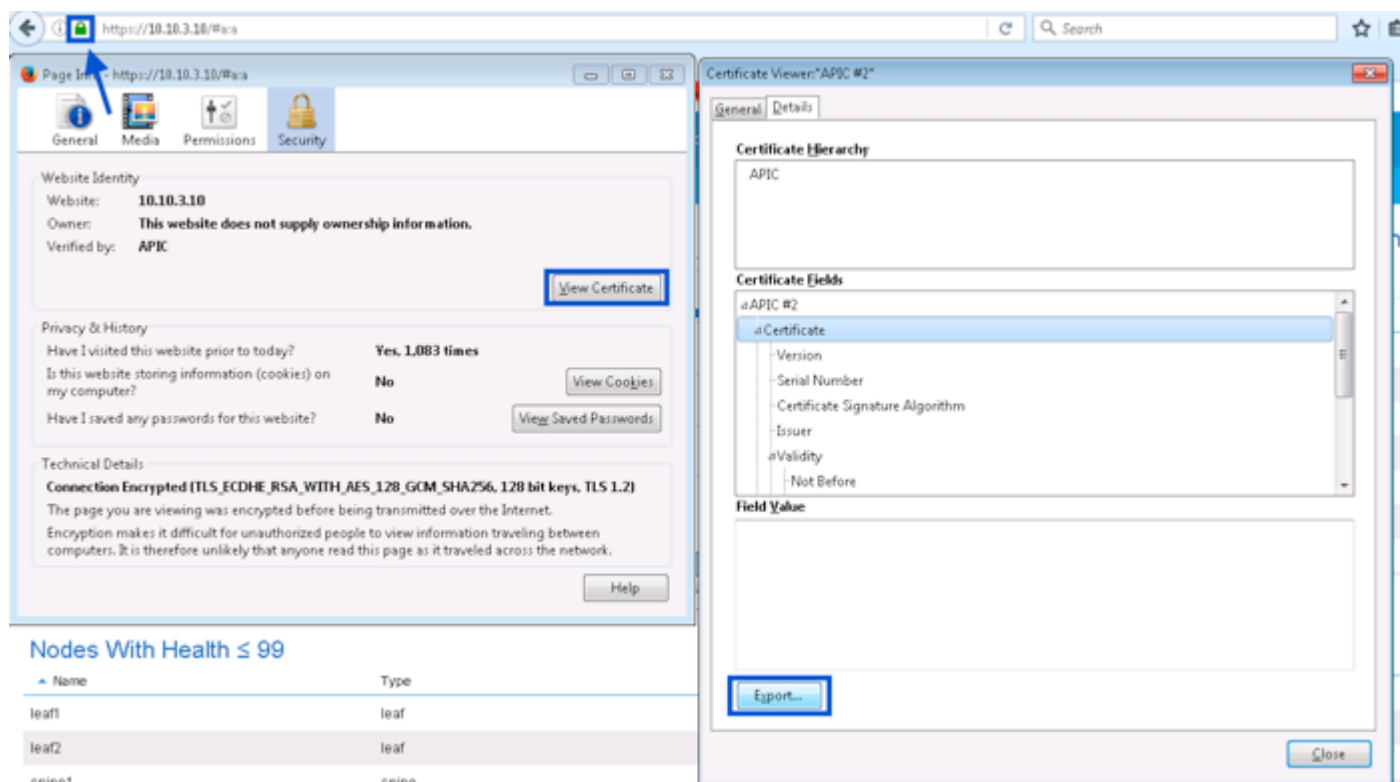 https://10.10.3.10/#a:a
Search
Page In - https://10.10.3.10/#a:a
General
Media
Permissions
Security
Website Identity
Website: 10.10.3.10
Owner: This website does not supply ownership information.
Verified by: APIC
View Certificate
Privacy & History
Have I visited this website prior to today? Yes, 1,083 times
Is this website storing information (cookies) on
my computer?
No
View Cookies
Have I saved any passwords for this website? No
View Saved Passwords
Technical Details
Connection Encrypted (TLS_ECDHE_RSA_WITH_AES_128_GCM_SHA256, 128 bit keys, TLS 1.2)
The page you are viewing was encrypted before being transmitted over the Internet.
Encryption makes it difficult for unauthorized people to view information traveling between
computers. It is therefore unlikely that anyone read this page as it traveled across the network.
Help
Nodes With Health ≤ 99
Name Type
leaf1 leaf
leaf2 leaf
spine1 spine
Certificate Viewer:"APIC #2"
General
Details
Certificate Hierarchy
APIC
Certificate Fields
APIC #2
Certificate
Version
Serial Number
Certificate Signature Algorithm
Issuer
Validity
Not Before
Field Value
Export...
Close